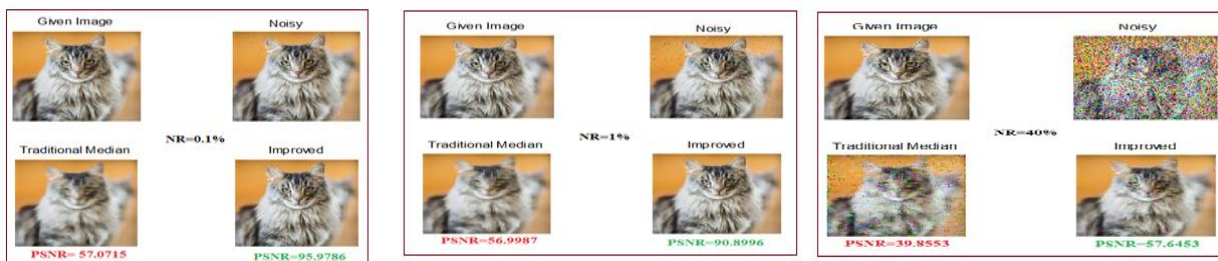 Given Image
Noisy
NR=0.1%
Traditional Median
Improved
PSNR= 57.0715
PSNR=95.9786
Given Image
Noisy
NR=1%
Traditional Median
Improved
PSNR=56.9987
PSNR=90.8996
Given Image
Noisy
NR=40%
Traditional Median
Improved
PSNR=39.8553
PSNR=57.6453